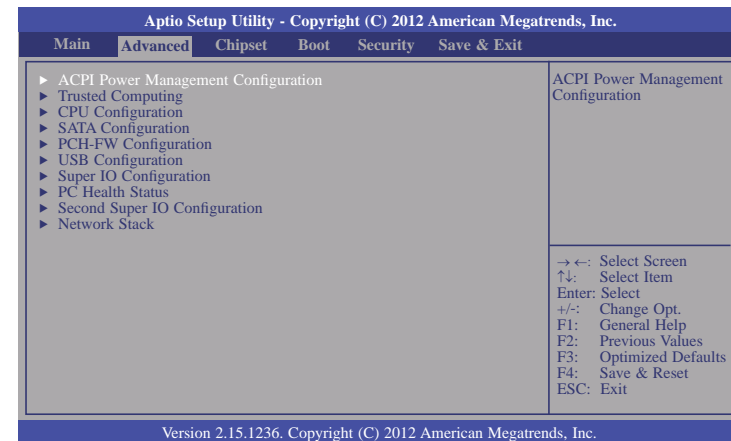 Aptio Setup Utility - Copyright (C) 2012 American Megatrends, Inc.
Main Advanced Chipset Boot Security Save & Exit
► ACPI Power Management Configuration
► Trusted Computing
► CPU Configuration
► SATA Configuration
► PCH-FW Configuration
► USB Configuration
► Super IO Configuration
► PC Health Status
► Second Super IO Configuration
► Network Stack
ACPI Power Management
Configuration
→←: Select Screen
↑↓: Select Item
Enter: Select
+/-: Change Opt.
F1: General Help
F2: Previous Values
F3: Optimized Defaults
F4: Save & Reset
ESC: Exit
Version 2.15.1236. Copyright (C) 2012 American Megatrends, Inc.